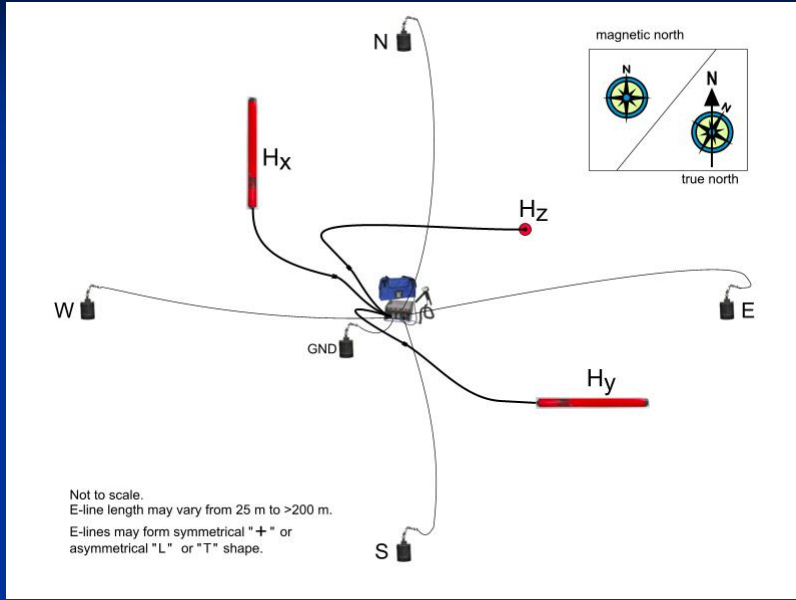 N
magnetic north
N
N
N
true north
Hx
Hz
W
E
GND
Hy
Not to scale.
E-line length may vary from 25 m to >200 m.
E-lines may form symmetrical "+" or
asymmetrical "L" or "T" shape.
S